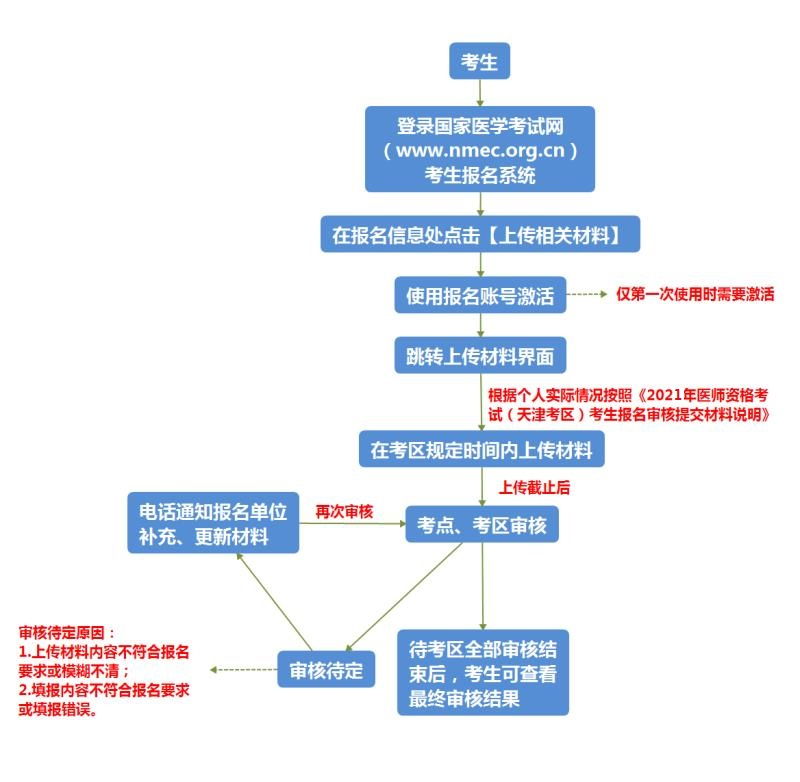 考生
登录国家医学考试网
（www.nmec.org.cn）
考生报名系统
在报名信息处点击【上传相关材料】
使用报名账号激活
仅第一次使用时需要激活
跳转上传材料界面
根据个人实际情况按照《2021年医师资格考
试（天津考区）考生报名审核提交材料说明》
在考区规定时间内上传材料
上传截止后
电话通知报名单位
补充、更新材料
再次审核
考点、考区审核
审核待定原因：
1.上传材料内容不符合报名
要求或模糊不清；
2.填报内容不符合报名要求
或填报错误。
审核待定
待考区全部审核结
束后，考生可查看
最终审核结果